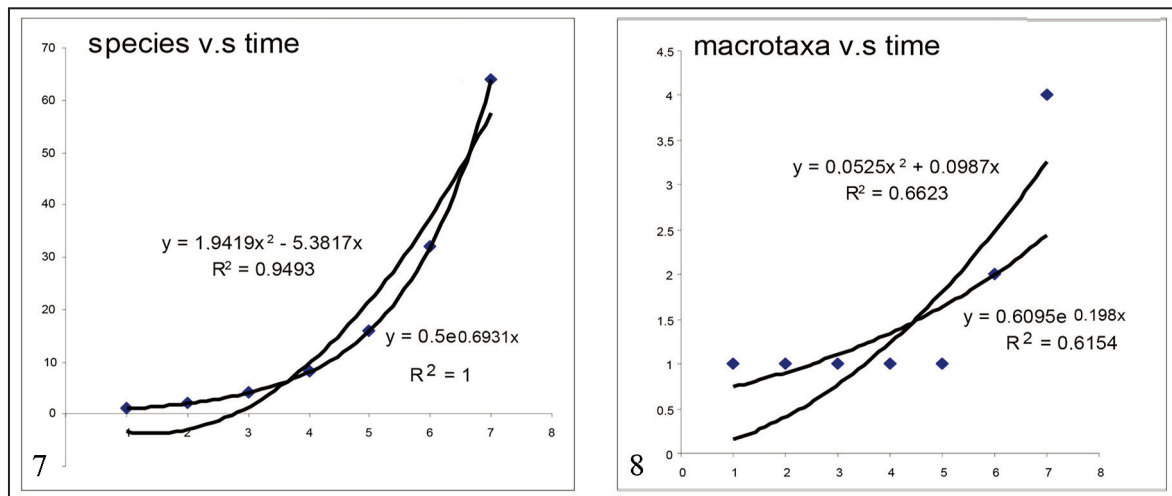 species v.s time
70
60
50
40
30
20
10
0
1 2 3 4 5 6 7 8
y = 1.9419x² - 5.3817x
R² = 0.9493
y = 0.5e0.6931x
R² = 1
7
macrotaxa v.s time
4.5
4
3.5
3
2.5
2
1.5
1
0.5
0
0 1 2 3 4 5 6 7 8
y = 0.0525x² + 0.0987x
R² = 0.6623
y = 0.6095e 0.198x
R² = 0.6154
8